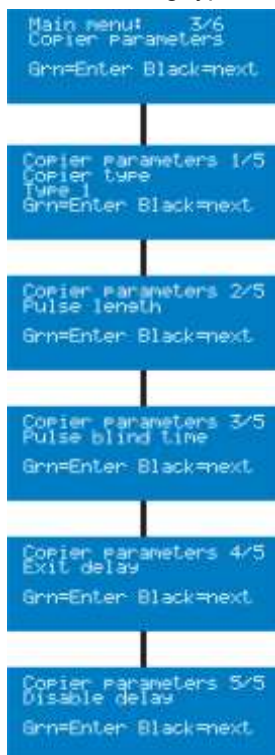 Main menu: 3/6
Copier parameters
Grn=Enter Black=next
Copier parameters 1/5
Copier type
Type 1
Grn=Enter Black=next
Copier parameters 2/5
Pulse length
Grn=Enter Black=next
Copier parameters 3/5
Pulse blind time
Grn=Enter Black=next
Copier parameters 4/5
Exit delay
Grn=Enter Black=next
Copier parameters 5/5
Disable delay
Grn=Enter Black=next